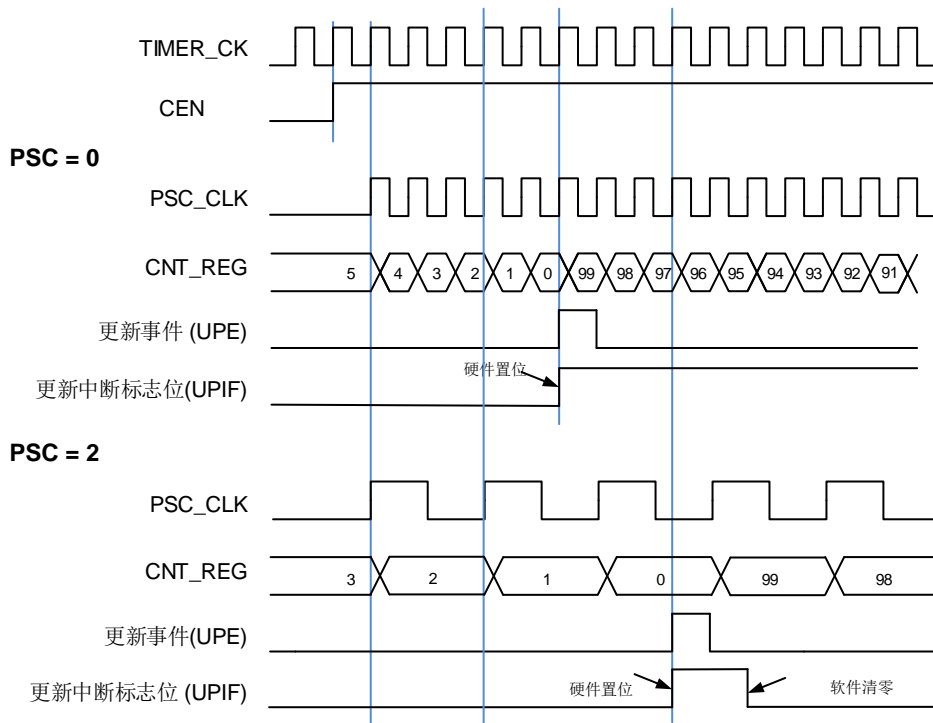 TIMER_CK
CEN
PSC = 0
PSC_CLK
CNT_REG 5 4 3 2 1 0 99 98 97 96 95 94 93 92 91
更新事件 (UPE)
硬件置位
更新中断标志位(UPIF)
PSC = 2
PSC_CLK
CNT_REG 3 2 1 0 99 98
更新事件(UPE)
更新中断标志位 (UPIF) 硬件置位 软件清零